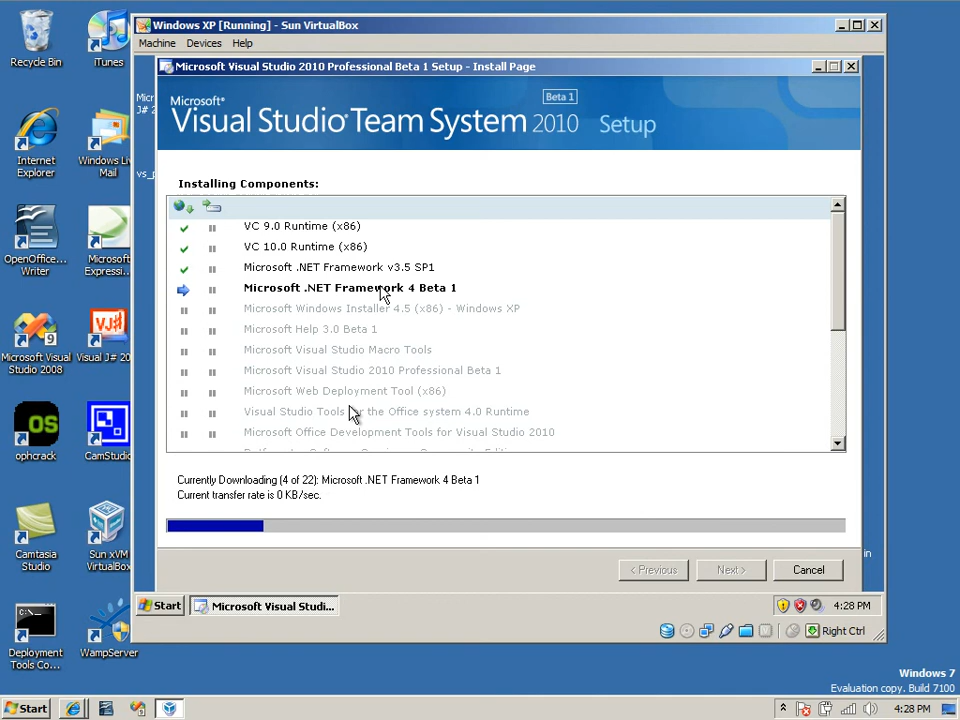 Recycle Bin
iTunes
Internet Explorer
Windows Li
Mail
OpenOffice... Writer
Microsoft Expressi...
Microsoft Visual Studio 2008
9
Visual J# 20
ophcrack
os
CamStudio
Camtasia Studio
Sun xVM VirtualBox
Deployment Tools Co...
C:\_
WampServer
Windows XP [Running] - Sun VirtualBox
Machine Devices Help
Micr
J# 2
vs_p
Microsoft Visual Studio 2010 Professional Beta 1 Setup - Install Page
Microsoft®
Beta 1
Visual Studio Team System 2010 Setup
Installing Components:
VC 9.0 Runtime (x86)
VC 10.0 Runtime (x86)
Microsoft .NET Framework v3.5 SP1
Microsoft .NET Framework 4 Beta 1
Microsoft Windows Installer 4.5 (x86) - Windows XP
Microsoft Help 3.0 Beta 1
Microsoft Visual Studio Macro Tools
Microsoft Visual Studio 2010 Professional Beta 1
Microsoft Web Deployment Tool (x86)
Visual Studio Tools for the Office system 4.0 Runtime
Microsoft Office Development Tools for Visual Studio 2010
Currently Downloading (4 of 22): Microsoft .NET Framework 4 Beta 1
Current transfer rate is 0 KB/sec.
in
< Previous Next > Cancel
Start Microsoft Visual Studi... 4:28 PM
Right Ctrl
Windows 7
Evaluation copy. Build 7100
Start 4:28 PM